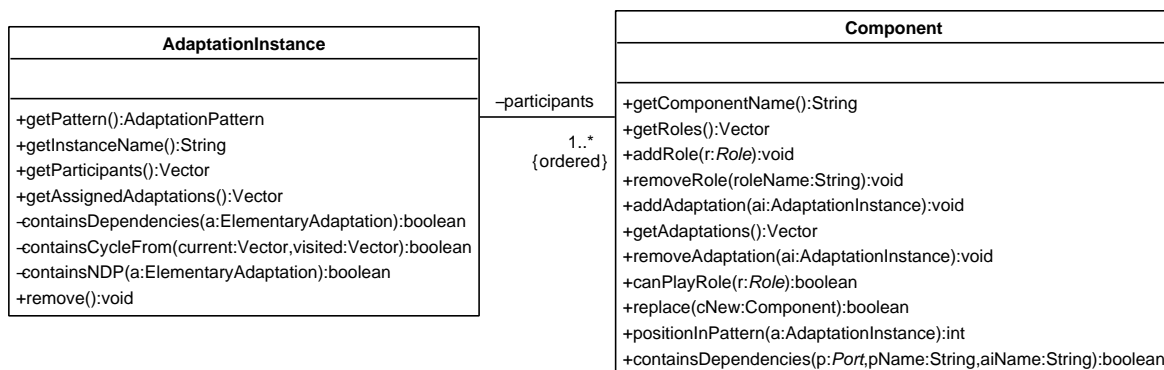 AdaptationInstance
+getPattern():AdaptationPattern
+getInstanceName():String
+getParticipants():Vector
+getAssignedAdaptations():Vector
–containsDependencies(a:ElementaryAdaptation):boolean
–containsCycleFrom(current:Vector,visited:Vector):boolean
–containsNDP(a:ElementaryAdaptation):boolean
+remove():void
–participants
1..*
{ordered}
Component
+getComponentName():String
+getRoles():Vector
+addRole(r:Role):void
+removeRole(roleName:String):void
+addAdaptation(ai:AdaptationInstance):void
+getAdaptations():Vector
+removeAdaptation(ai:AdaptationInstance):void
+canPlayRole(r:Role):boolean
+replace(cNew:Component):boolean
+positionInPattern(a:AdaptationInstance):int
+containsDependencies(p:Port,pName:String,aiName:String):boolean